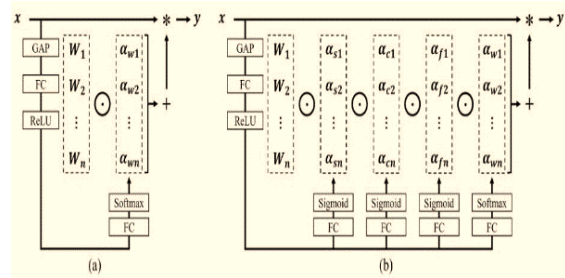 x * y
GAP
FC
ReLU
W1
W2
⋮
Wn
⊙
αw1
αw2
⋮
αwn
+
Softmax
FC
(a)
x * y
GAP
FC
ReLU
W1
W2
⋮
Wn
⊙
αs1
αs2
⋮
αsn
⊙
αc1
αc2
⋮
αcn
⊙
αf1
αf2
⋮
αfn
⊙
αw1
αw2
⋮
αwn
+
Sigmoid Sigmoid Sigmoid Softmax
FC FC FC FC
(b)